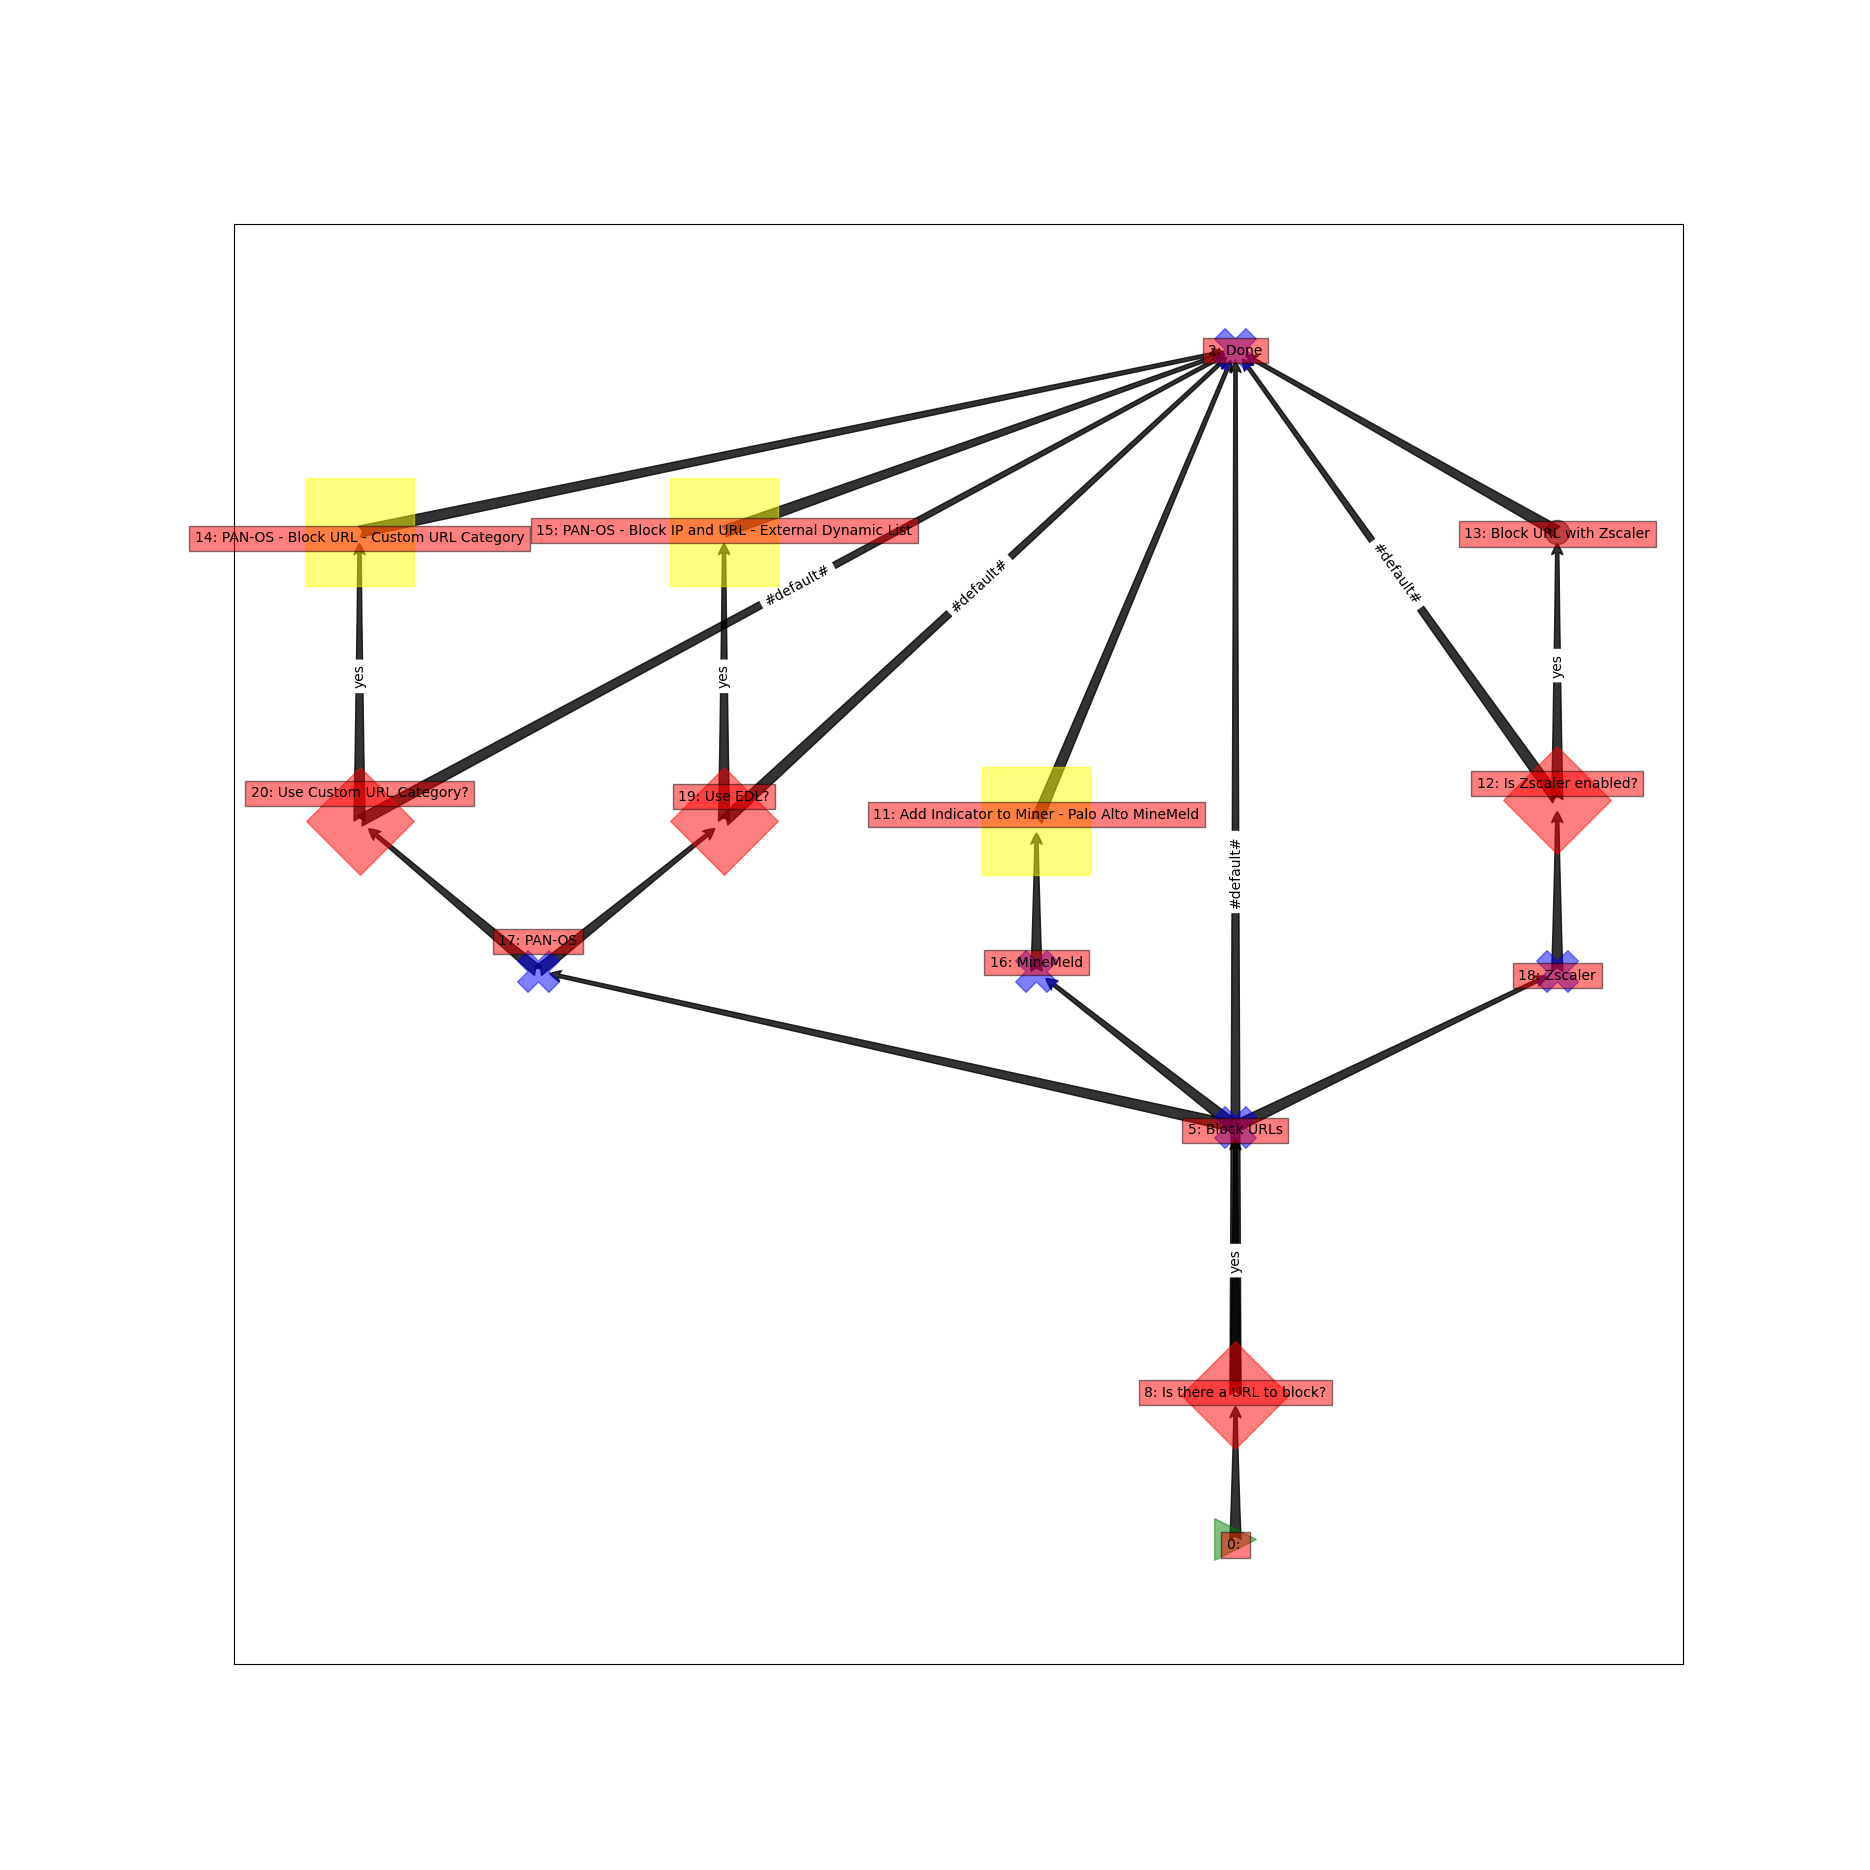 2: Done
14: PAN-OS - Block URL - Custom URL Category
15: PAN-OS - Block IP and URL - External Dynamic List
13: Block URL with Zscaler
#default#
#default#
#default#
yes
yes
yes
20: Use Custom URL Category?
19: Use EDL?
11: Add Indicator to Miner - Palo Alto MineMeld
12: Is Zscaler enabled?
#default#
17: PAN-OS
16: MineMeld
18: Zscaler
5: Block URLs
yes
8: Is there a URL to block?
0: